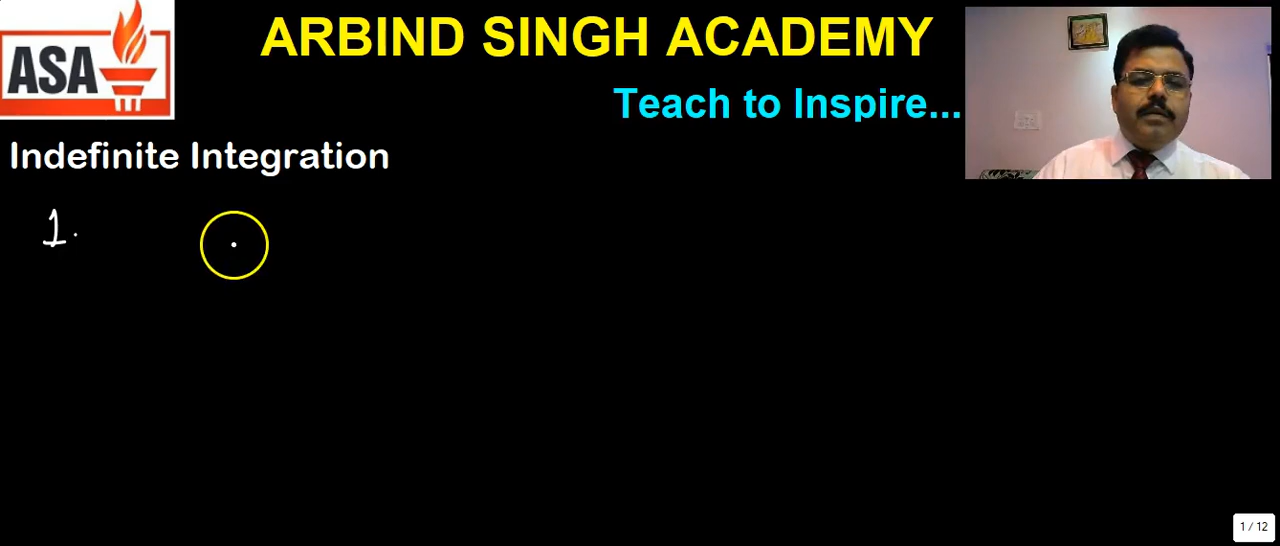 ASA
ARBIND SINGH ACADEMY
Teach to Inspire...
Indefinite Integration
1.
1 / 12